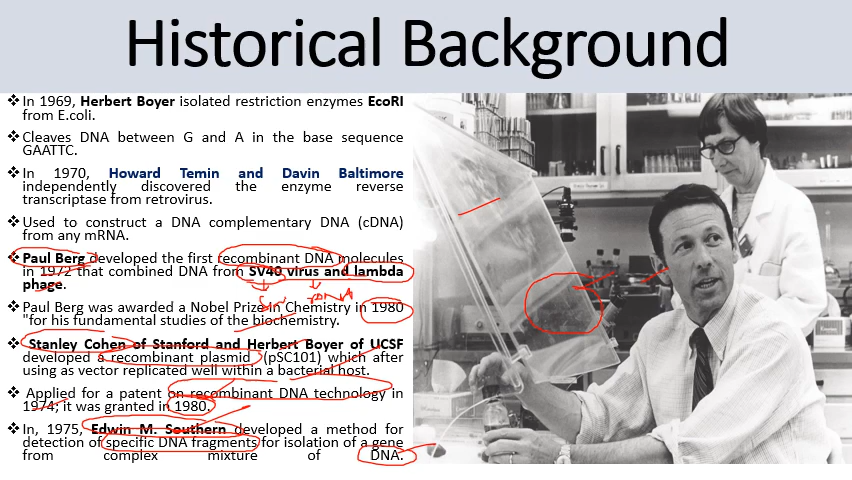 Historical Background
❖In 1969, Herbert Boyer isolated restriction enzymes EcoRI
from E.coli.
❖Cleaves DNA between G and A in the base sequence
GAATTC.
❖In 1970, Howard Temin and Davin Baltimore
independently discovered the enzyme reverse
transcriptase from retrovirus.
❖Used to construct a DNA complementary DNA (cDNA)
from any mRNA.
❖Paul Berg developed the first recombinant DNA molecules
in 1972 that combined DNA from SV40 virus and lambda
phage.
❖Paul Berg was awarded a Nobel Prize in Chemistry in 1980
"for his fundamental studies of the biochemistry.
❖ Stanley Cohen of Stanford and Herbert Boyer of UCSF
developed a recombinant plasmid (pSC101) which after
using as vector replicated well within a bacterial host.
❖ Applied for a patent on recombinant DNA technology in
1974; it was granted in 1980.
❖In, 1975, Edwin M. Southern developed a method for
detection of specific DNA fragments for isolation of a gene
from complex mixture of DNA.